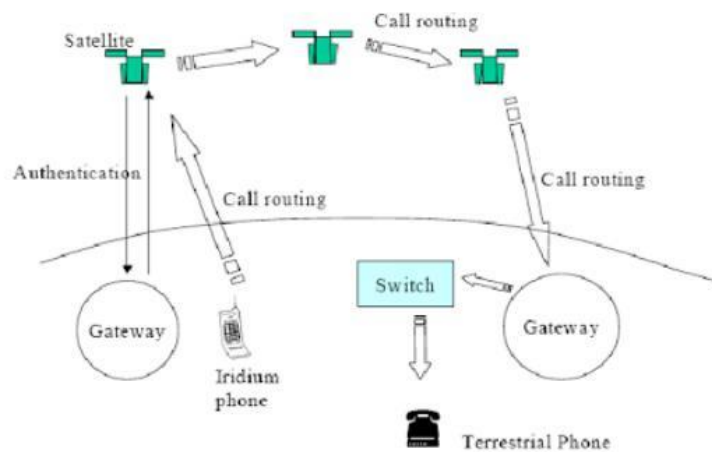 Call routing
Satellite
Authentication
Call routing
Call routing
Switch
Gateway
Gateway
Iridium
phone
Terrestrial Phone